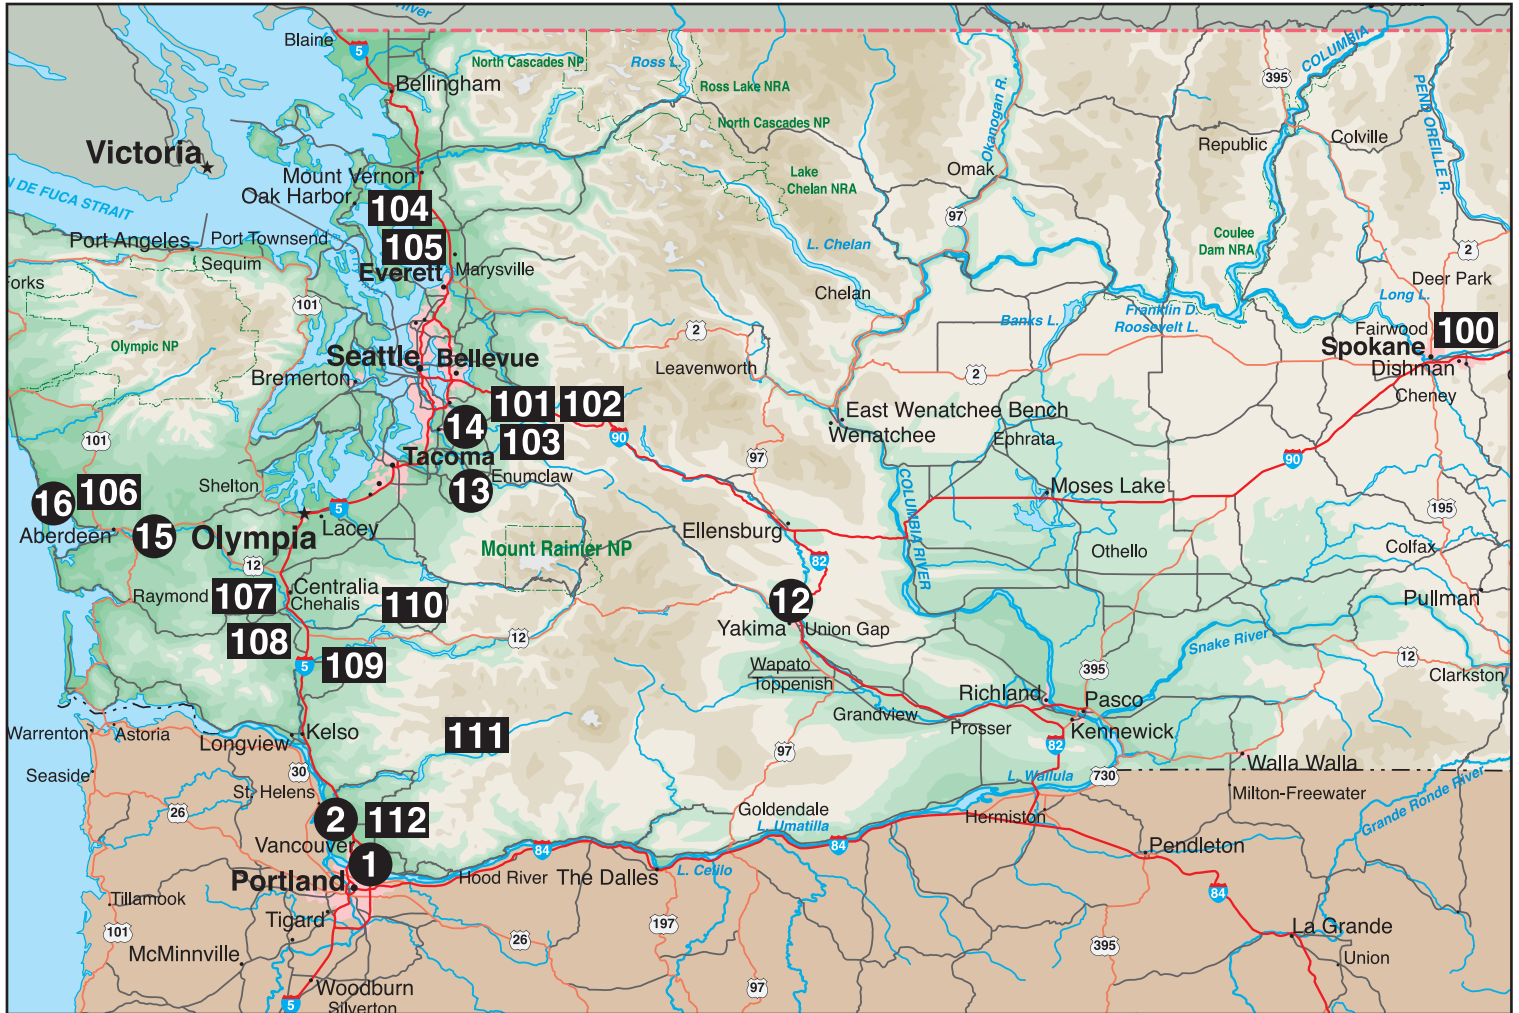 River
Blaine
5
Bellingham
North Cascades NP
Ross L.
Ross Lake NRA
North Cascades NP
Okanogan R.
395
COLUMBIA
PEND OREILLE R.
Republic
Colville
Victoria
Mount Vernon
Oak Harbor
Lake
Chelan NRA
Omak
N DE FUCA STRAIT
104
97
Port Angeles
Port Townsend
105
L. Chelan
Coulee
Dam NRA
2
Sequim
Everett
Marysville
Deer Park
orks
101
Chelan
Long L.
Banks L.
Franklin D.
Roosevelt L.
Fairwood
100
Olympic NP
2
Spokane
Seattle
Bellevue
Leavenworth
2
Dishman
Bremerton
Cheney
101
102
East Wenatchee Bench
14
103
90
Wenatchee
Ephrata
101
Tacoma
97
90
Shelton
13
Enumclaw
Moses Lake
16
106
5
COLUMBIA RIVER
195
Aberdeen
15
Olympia
Lacey
Ellensburg
Mount Rainier NP
Othello
Colfax
12
82
Raymond
107
Centralia
Chehalis
110
12
Pullman
108
12
Yakima
Union Gap
Snake River
5
109
Wapato
Toppenish
395
12
Clarkston
Richland
Pasco
Grandview
Prosser
Kennewick
Warrenton
Astoria
Longview
Kelso
111
97
82
Seaside
30
L. Wallula
730
Walla Walla
St. Helens
Milton-Freewater
26
2
112
Goldendale
L. Umatilla
Hermiston
Grande Ronde River
Vancouver
84
84
Pendleton
1
Portland
Hood River
The Dalles
L. Celilo
84
Tillamook
Tigard
197
La Grande
101
26
395
McMinnville
Union
Woodburn
97
5
Silverton